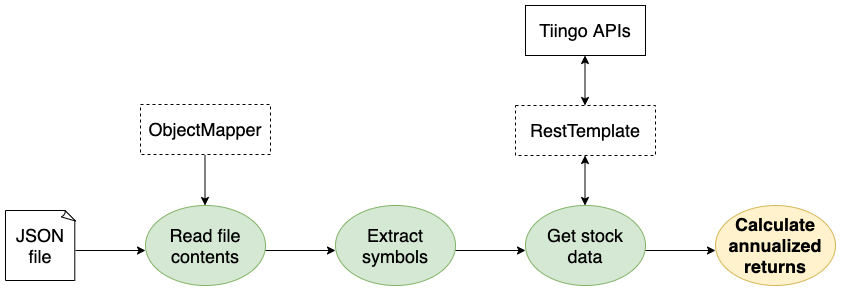 Tiingo APIs
ObjectMapper
RestTemplate
JSON
file
Read file
contents
Extract
symbols
Get stock
data
Calculate
annualized
returns